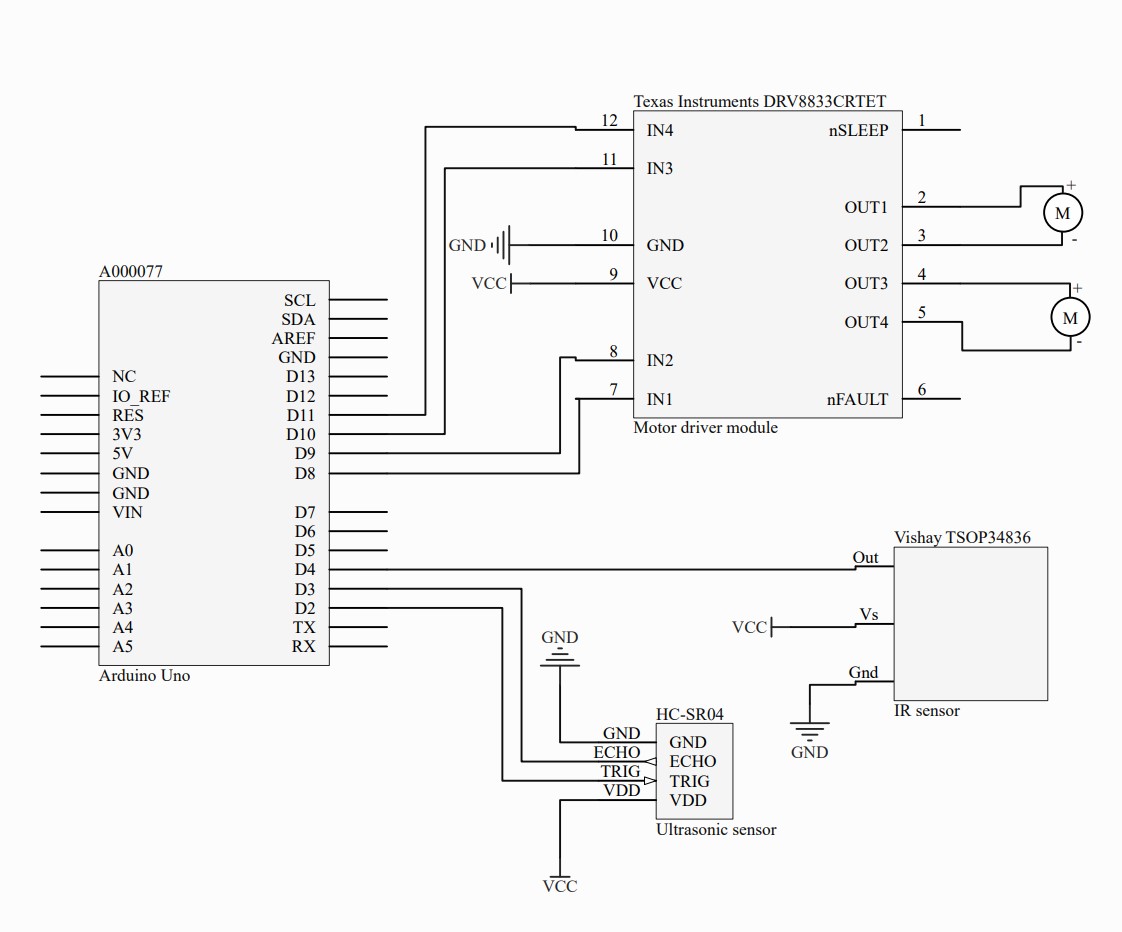 Texas Instruments DRV8833CRTET
12 IN4 nSLEEP 1
11 IN3
OUT1 2 + M -
10 GND GND OUT2 3
9 VCC VCC OUT3 4
OUT4 5 + M -
8 IN2
7 IN1 nFAULT 6
Motor driver module
A000077
SCL
SDA
AREF
GND
NC D13
IO_REF D12
RES D11
3V3 D10
5V D9
GND D8
GND
VIN D7
D6
A0 D5
A1 D4
A2 D3
A3 D2
A4 TX
A5 RX
Arduino Uno
Vishay TSOP34836
Out
VCC Vs
Gnd
GND
IR sensor
GND
HC-SR04
GND GND
ECHO ECHO
TRIG TRIG
VDD VDD
Ultrasonic sensor
VCC